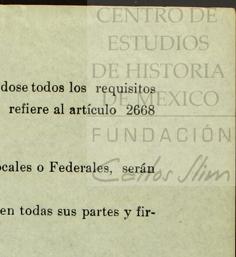 CENTRO DE
ESTUDIOS
DE HISTORIA
DE MÉXICO
FUNDACIÓN
Carlos Slim
dose todos los requisitos
refiere al artículo 2668
ocales o Federales, serán
en todas sus partes y fir-